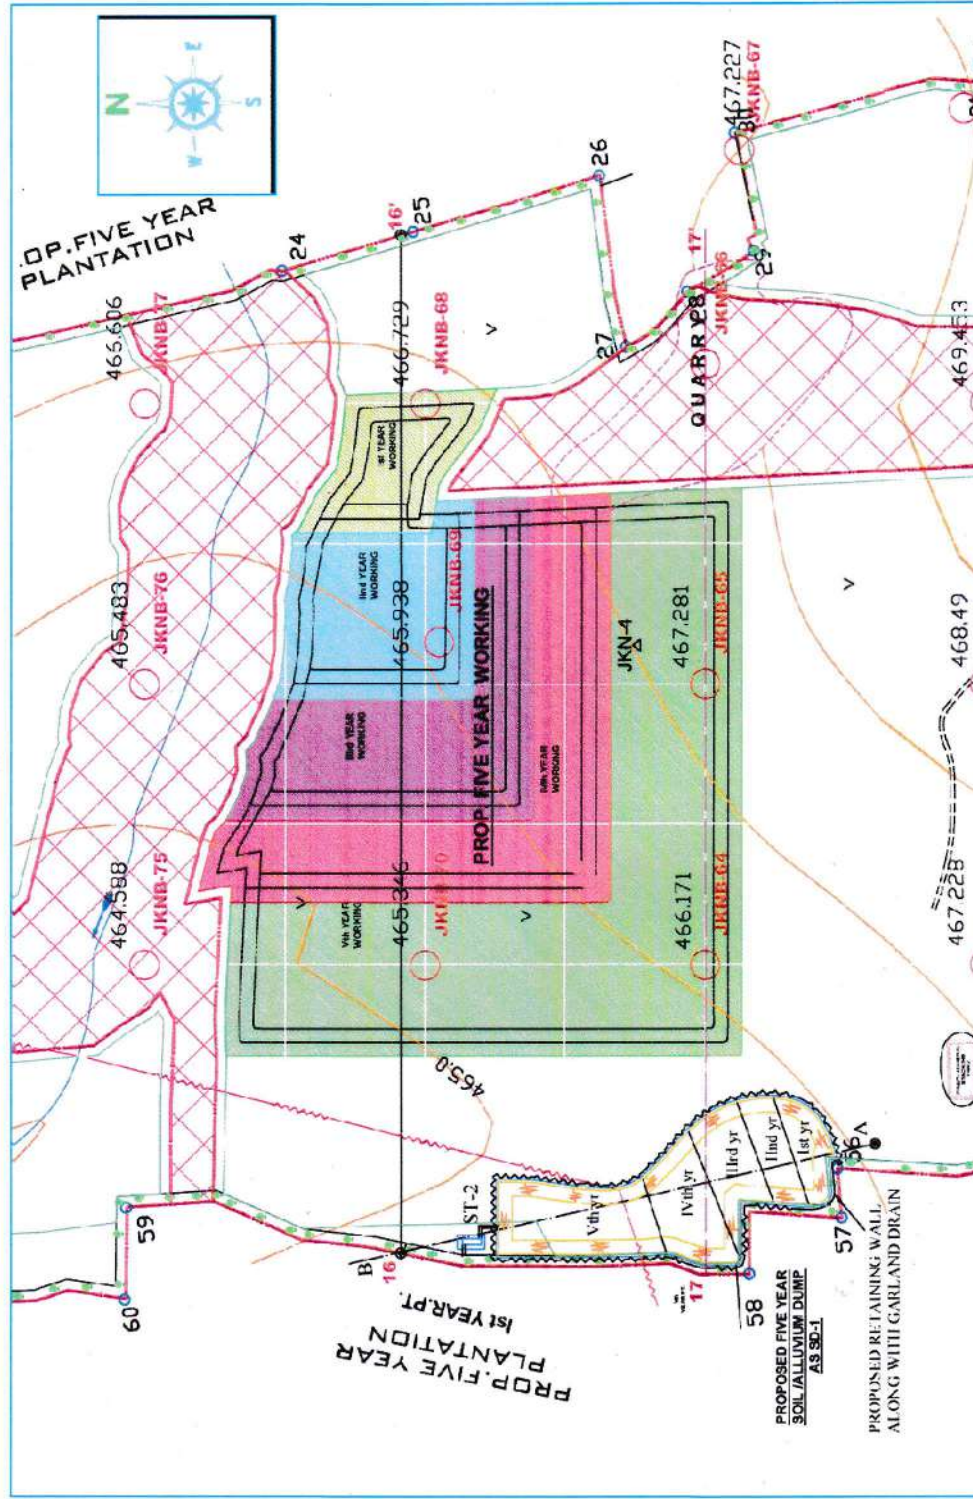 N
W
E
S
.OP.FIVE YEAR
PLANTATION
465.606
JKNB-77
24
16'
25
26
467.227
JKNB-67
466.729
JKNB-68
V
27
17'
29
JKNB-66
QUARRY
469.453
465.483
JKNB-76
IInd YEAR
WORKING
465.938
JKNB-69
PROP. FIVE YEAR WORKING
JKN-4
467.281
JKNB-65
V
468.49
464.588
JKNB-75
IIIrd YEAR
WORKING
IVth YEAR
WORKING
Vth YEAR
WORKING
V
465.346
JKNB-70
V
466.171
JKNB-64
467.228
465.0
59
60
B
16
ST-2
Vth yr
IVth yr
IIIrd yr
IInd yr
Ist yr
56
A
57
58
17
Ist YEAR.PT.
PROP.FIVE YEAR
PLANTATION
PROPOSED FIVE YEAR
SOIL /ALLUVIUM DUMP
AS SD-1
PROPOSED RETAINING WALL
ALONG WITH GARLAND DRAIN